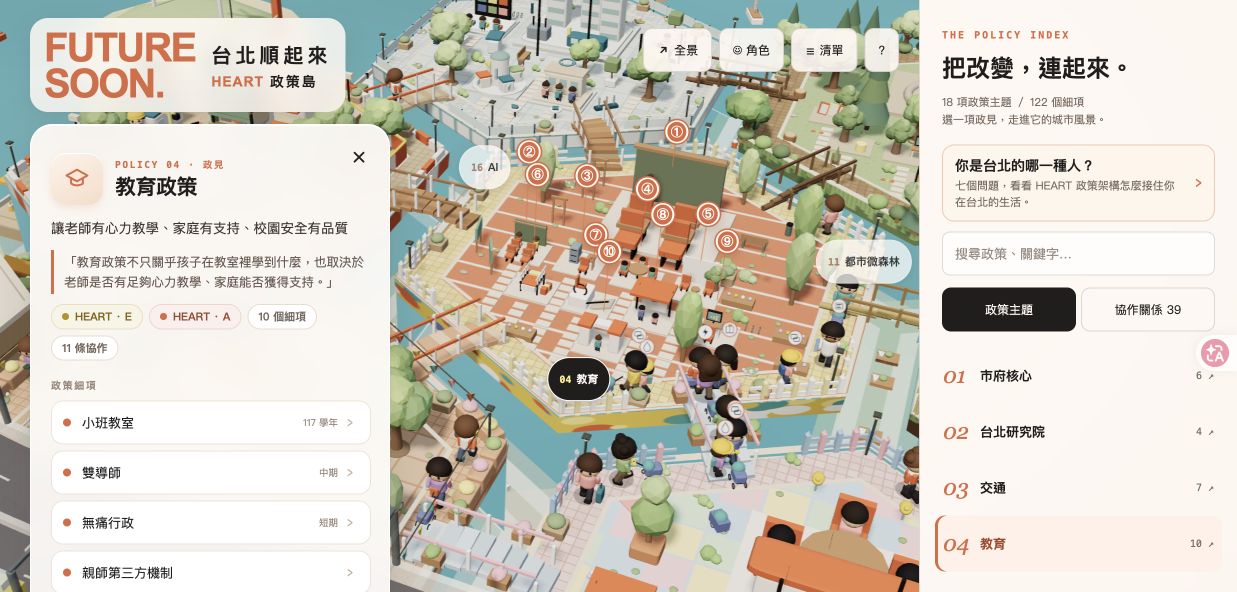 FUTURE
SOON.
台北順起來
HEART 政策島
POLICY 04 · 政見
教育政策
讓老師有心力教學、家庭有支持、校園安全有品質
「教育政策不只關乎孩子在教室裡學到什麼，也取決於
老師是否有足夠心力教學、家庭能否獲得支持。」
HEART · E
HEART · A
10 個細項
11 條協作
政策細項
小班教室
117 學年
雙導師
中期
無痛行政
短期
親師第三方機制
全景
角色
清單
?
①
②
16 AI
⑥
③
④
⑧
⑤
⑦
⑩
⑨
11 都市微森林
04 教育
THE POLICY INDEX
把改變，連起來。
18 項政策主題 / 122 個細項
選一項政見，走進它的城市風景。
你是台北的哪一種人？
七個問題，看看 HEART 政策架構怎麼接住你
在台北的生活。
搜尋政策、關鍵字...
政策主題
協作關係 39
01 市府核心 6
02 台北研究院 4
03 交通 7
04 教育 10